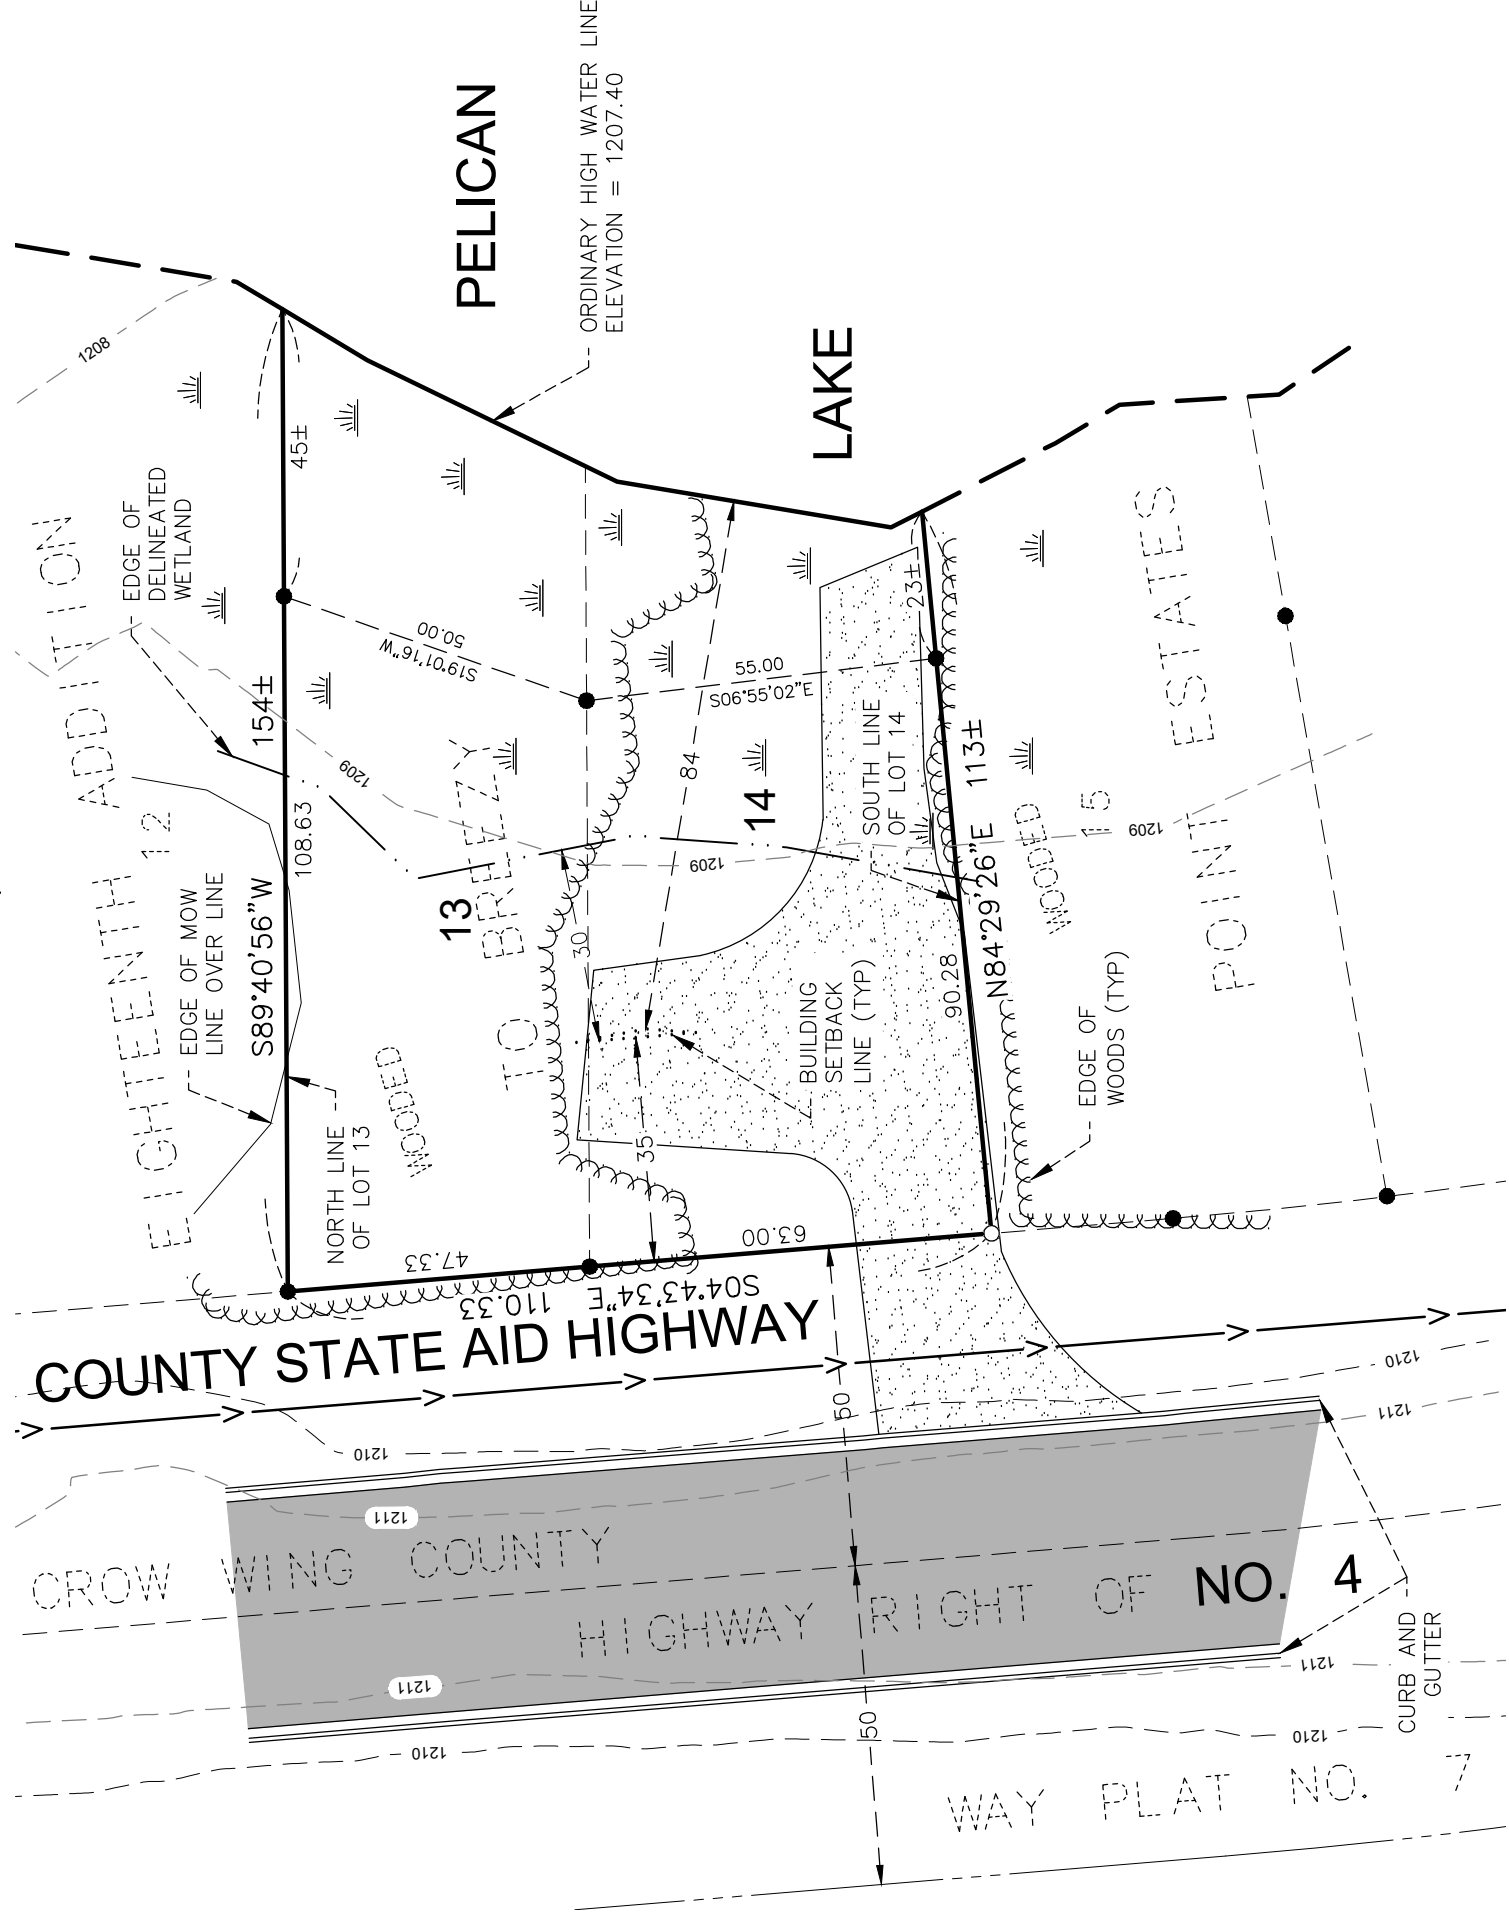 PELICAN
LAKE
ORDINARY HIGH WATER LINE
ELEVATION = 1207.40
1208
45±
EDGE OF
DELINEATED
WETLAND
EIGHTEENTH ADDITION
TO BREEZY
POINT ESTATES
12
13
14
15
50.00
S19°01'16"W
55.00
S06°55'02"E
23±
154±
108.63
S89°40'56"W
1209
1209
1209
84
30
35
SOUTH LINE
OF LOT 14
113±
N84°29'26"E
90.28
WOODED
WOODED
EDGE OF MOW
LINE OVER LINE
NORTH LINE
OF LOT 13
BUILDING
SETBACK
LINE (TYP)
EDGE OF
WOODS (TYP)
47.33
63.00
110.33
S04°43'34"E
COUNTY STATE AID HIGHWAY
NO. 4
50
50
1210
1210
1211
1211
1211
1211
1210
1210
CROW WING COUNTY
HIGHWAY RIGHT OF
WAY PLAT NO. 7
CURB AND
GUTTER